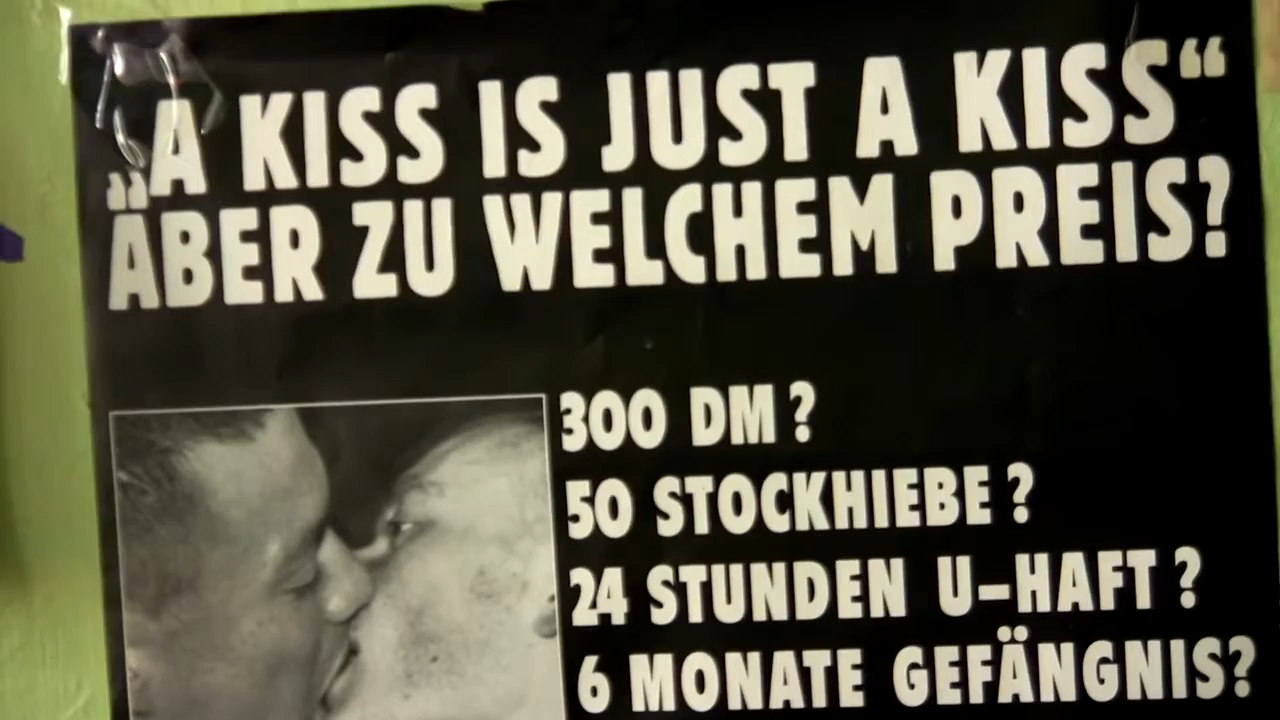 „A KISS IS JUST A KISS“
ABER ZU WELCHEM PREIS?
300 DM?
50 STOCKHIEBE?
24 STUNDEN U-HAFT?
6 MONATE GEFÄNGNIS?